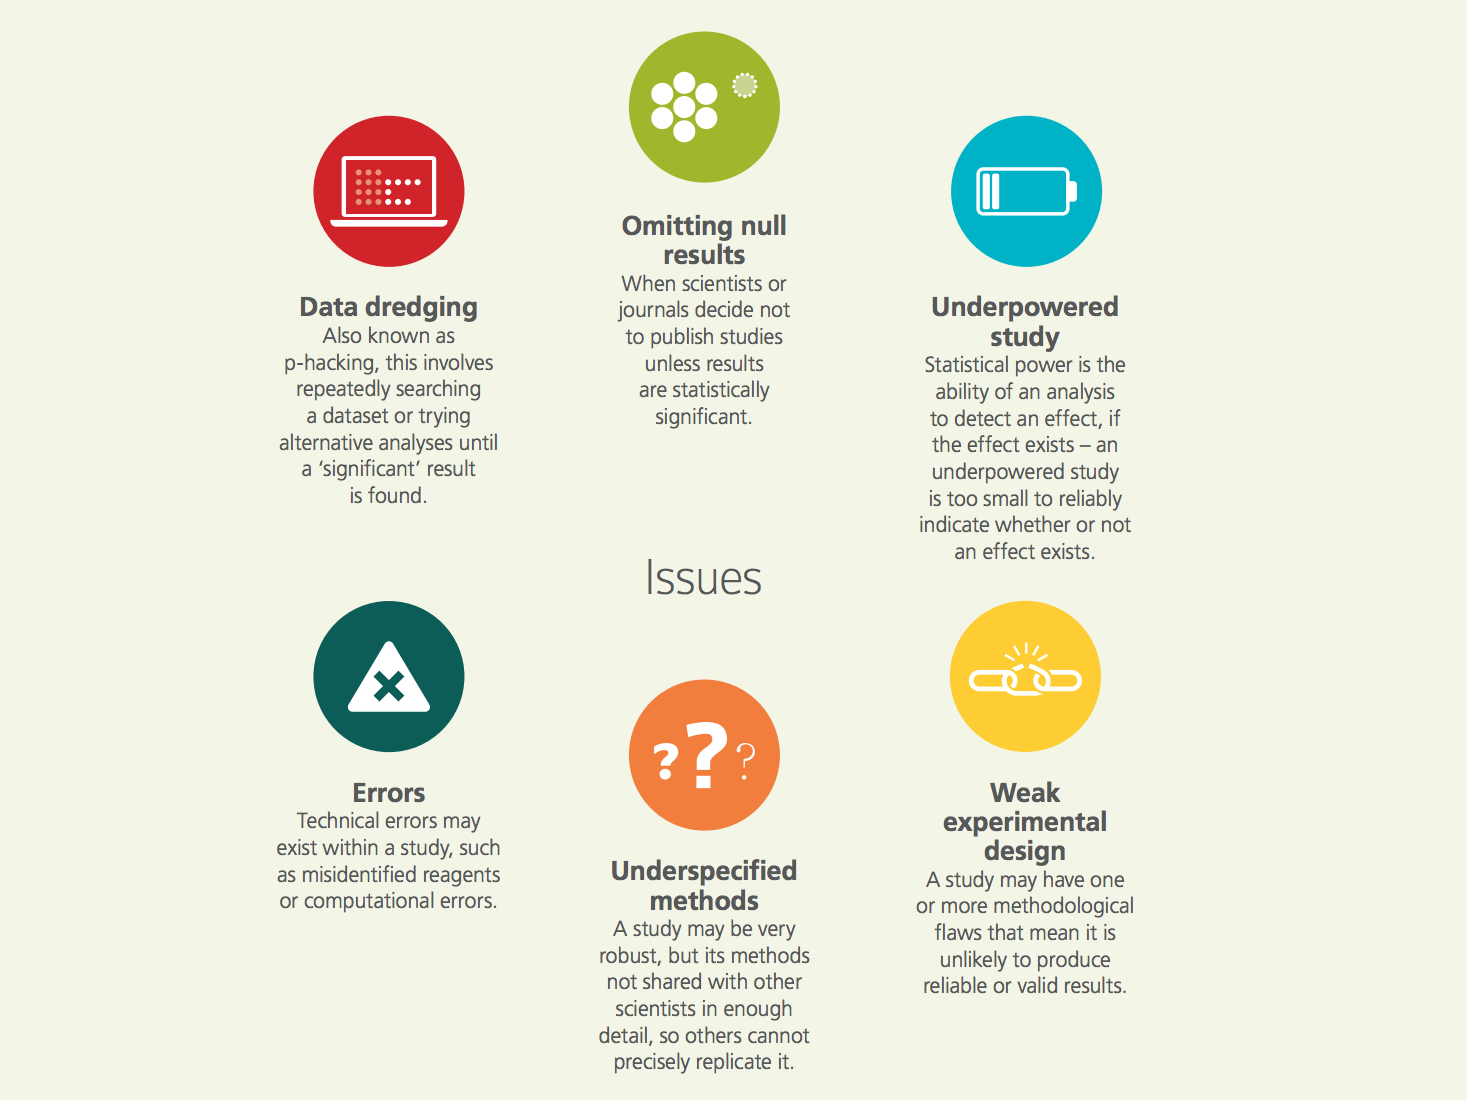 Data dredging
Also known as
p-hacking, this involves
repeatedly searching
a dataset or trying
alternative analyses until
a ‘significant’ result
is found.
Omitting null
results
When scientists or
journals decide not
to publish studies
unless results
are statistically
significant.
Underpowered
study
Statistical power is the
ability of an analysis
to detect an effect, if
the effect exists – an
underpowered study
is too small to reliably
indicate whether or not
an effect exists.
Issues
Errors
Technical errors may
exist within a study, such
as misidentified reagents
or computational errors.
? ? ?
Underspecified
methods
A study may be very
robust, but its methods
not shared with other
scientists in enough
detail, so others cannot
precisely replicate it.
Weak
experimental
design
A study may have one
or more methodological
flaws that mean it is
unlikely to produce
reliable or valid results.